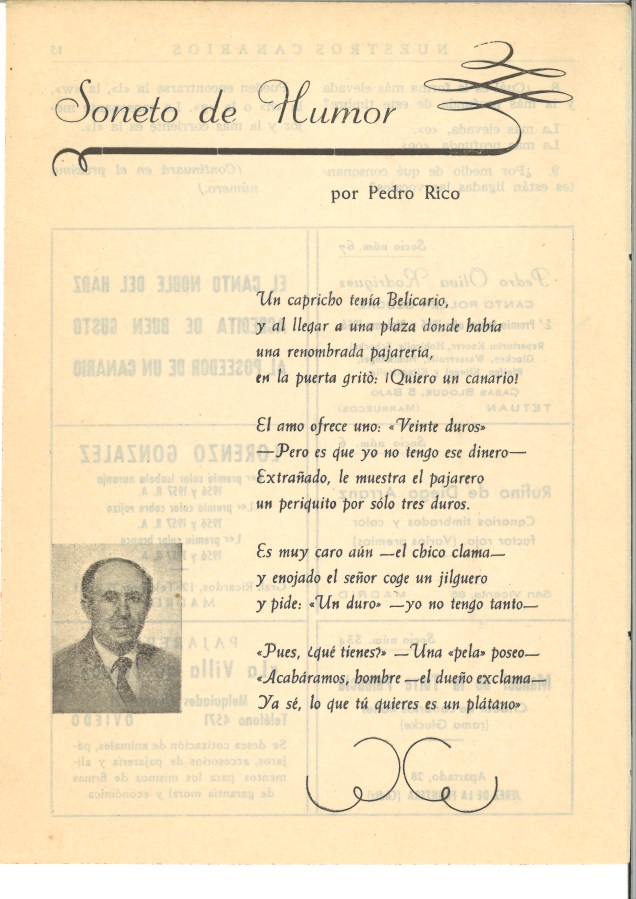 Soneto de Humor
por Pedro Rico
Un capricho tenía Belicario,
y al llegar a una plaza donde había
una renombrada pajarería,
en la puerta gritò: ¡Quiero un canario!
El amo ofrece uno: «Veinte duros»
—Pero es que yo no tengo ese dinero—
Extrañado, le muestra el pajarero
un periquito por sólo tres duros.
Es muy caro aún —el chico clama—
y enojado el señor coge un jilguero
y pide: «Un duro» —yo no tengo tanto—
«Pues, ¿qué tienes?» —Una «pela» poseo—
«Acabáramos, hombre —el dueño exclama—
Ya sé, lo que tú quieres es un plátano»